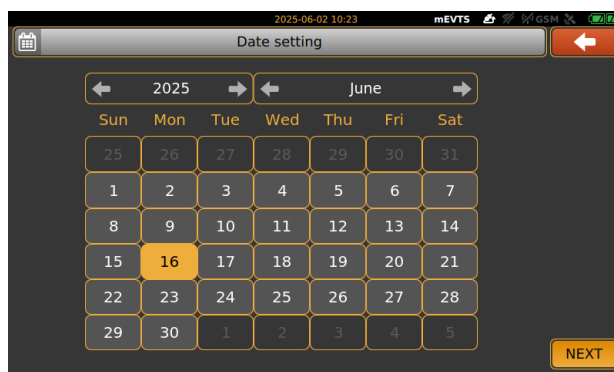 2025-06-02 10:23 mEVTS GSM
Date setting
2025 June
Sun Mon Tue Wed Thu Fri Sat
25 26 27 28 29 30 31
1 2 3 4 5 6 7
8 9 10 11 12 13 14
15 16 17 18 19 20 21
22 23 24 25 26 27 28
29 30 1 2 3 4 5
NEXT